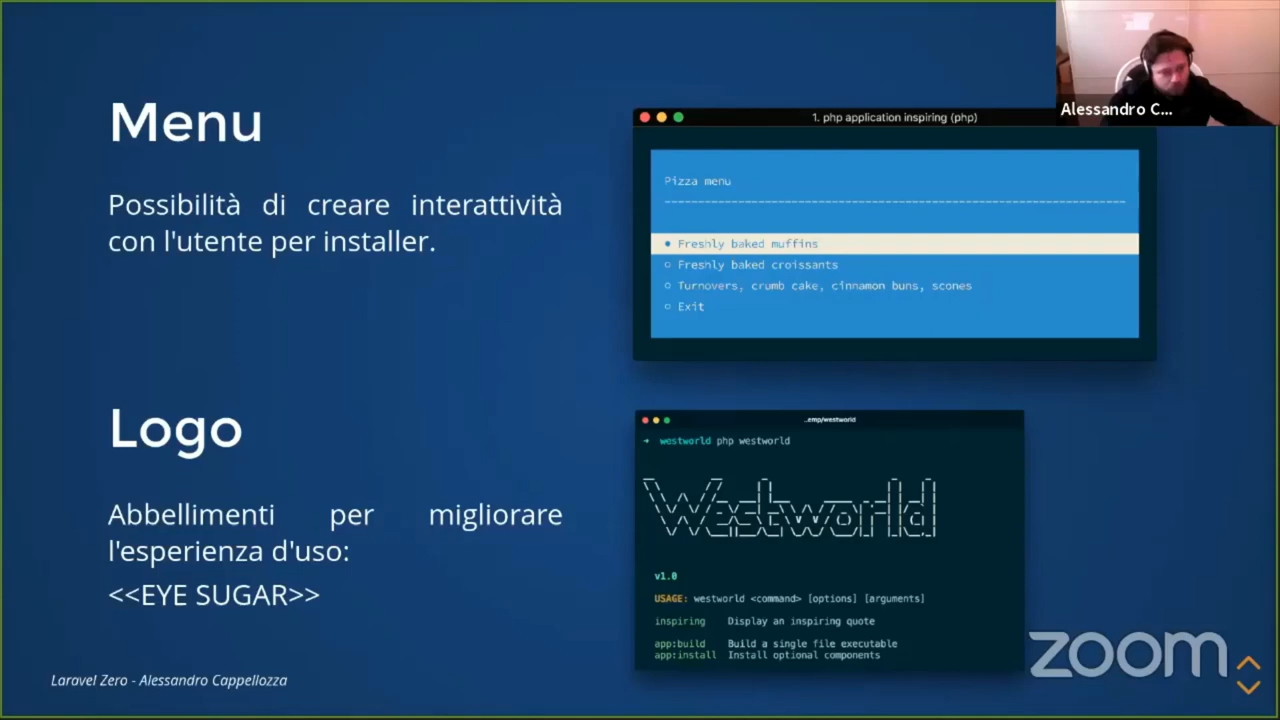 Menu
Possibilità di creare interattività
con l'utente per installer.
1. php application inspiring (php)
Pizza menu
--------------------------------------------------------------------
● Freshly baked muffins
○ Freshly baked croissants
○ Turnovers, crumb cake, cinnamon buns, scones
○ Exit
Alessandro C...
Logo
Abbellimenti per migliorare
l'esperienza d'uso:
<<EYE SUGAR>>
..emp/westworld
➜ westworld php westworld
Westworld
v1.0
USAGE: westworld <command> [options] [arguments]
inspiring Display an inspiring quote
app:build Build a single file executable
app:install Install optional components
Laravel Zero - Alessandro Cappellozza
zoom